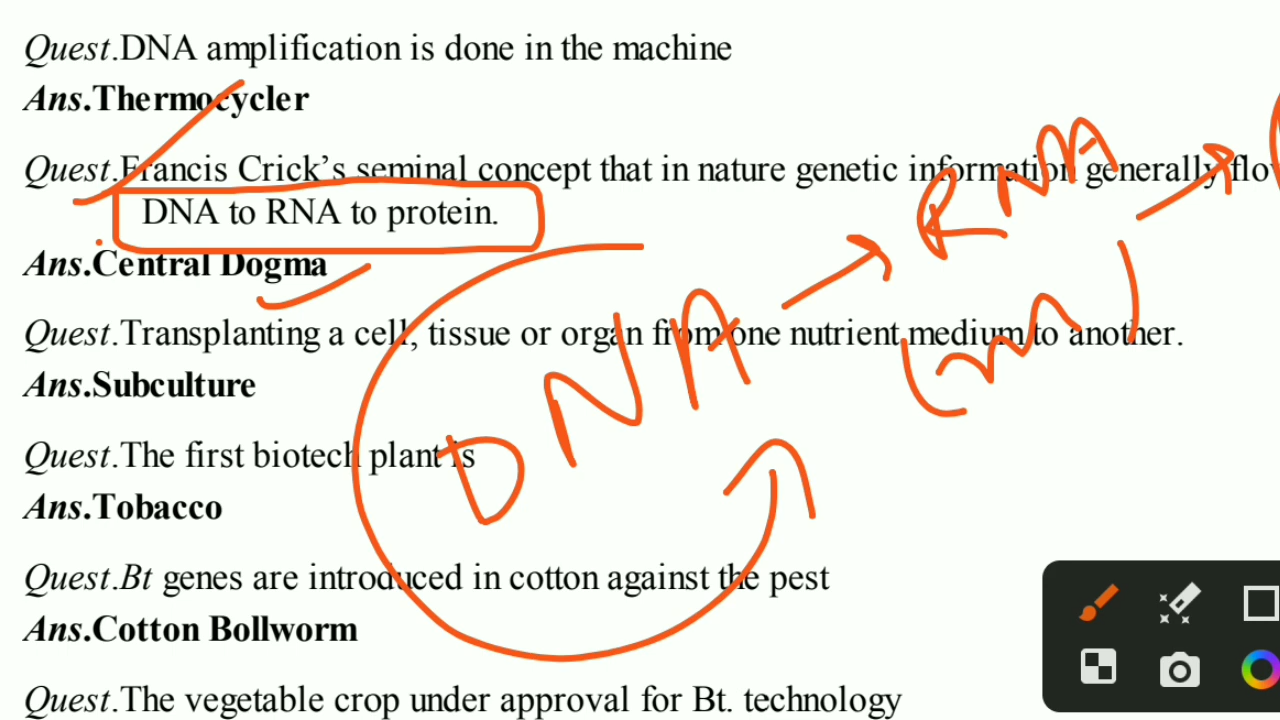 Quest.DNA amplification is done in the machine
Ans.Thermocycler
Quest.Francis Crick's seminal concept that in nature genetic information generally flo
DNA to RNA to protein.
Ans.Central Dogma
Quest.Transplanting a cell, tissue or organ from one nutrient medium to another.
Ans.Subculture
Quest.The first biotech plant is
Ans.Tobacco
Quest.Bt genes are introduced in cotton against the pest
Ans.Cotton Bollworm
Quest.The vegetable crop under approval for Bt. technology
DNA → RNA →
(m)